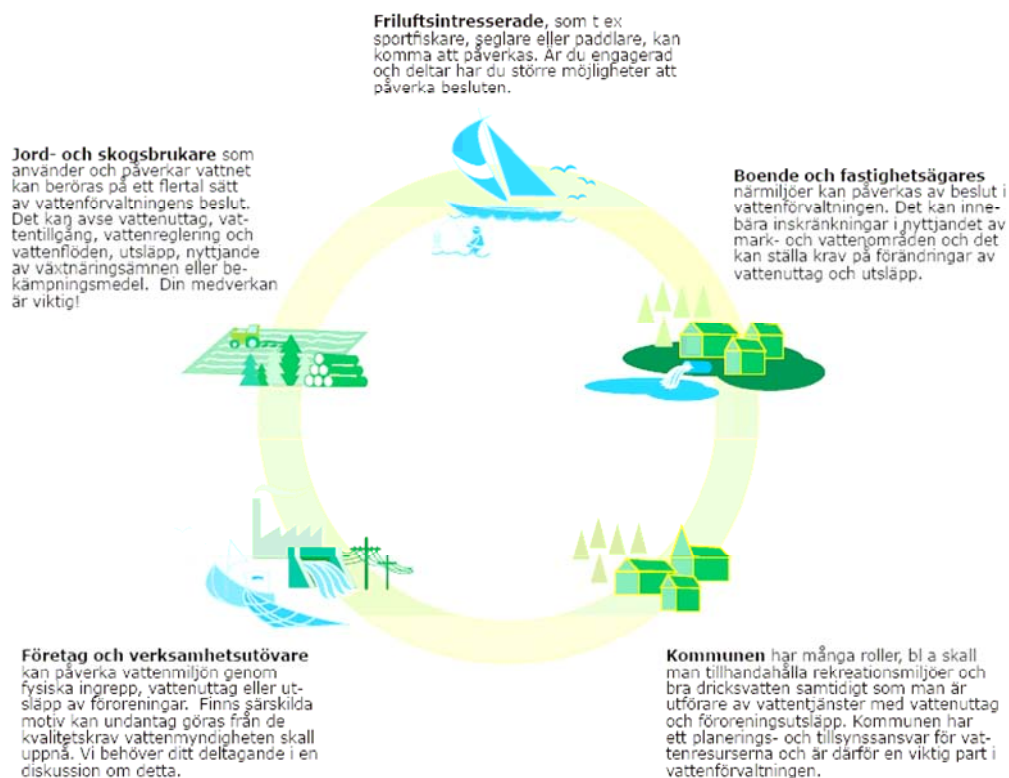 Friluftsintresserade, som t ex
sportfiskare, seglare eller paddlare, kan
komma att påverkas. Är du engagerad
och deltar har du större möjligheter att
påverka besluten.
Jord- och skogsbrukare som
använder och påverkar vattnet
kan beröras på ett flertal sätt
av vattenförvaltningens beslut.
Det kan avse vattenuttag, vat-
tentillgång, vattenreglering och
vattenflöden, utsläpp, nyttjande
av växtnäringsämnen eller be-
kämpningsmedel. Din medverkan
är viktig!
Boende och fastighetsägares
närmiljöer kan påverkas av beslut i
vattenförvaltningen. Det kan inne-
bära inskränkningar i nyttjandet av
mark- och vattenområden och det
kan ställa krav på förändringar av
vattenuttag och utsläpp.
Företag och verksamhetsutövare
kan påverka vattenmiljön genom
fysiska ingrepp, vattenuttag eller ut-
släpp av föroreningar. Finns särskilda
motiv kan undantag göras från de
kvalitetskrav vattenmyndigheten skall
uppnå. Vi behöver ditt deltagande i en
diskussion om detta.
Kommunen har många roller, bl a skall
man tillhandahålla rekreationsmiljöer och
bra dricksvatten samtidigt som man är
utförare av vattentjänster med vattenuttag
och föroreningsutsläpp. Kommunen har
ett planerings- och tillsynssansvar för vat-
tenresurserna och är därför en viktig part i
vattenförvaltningen.